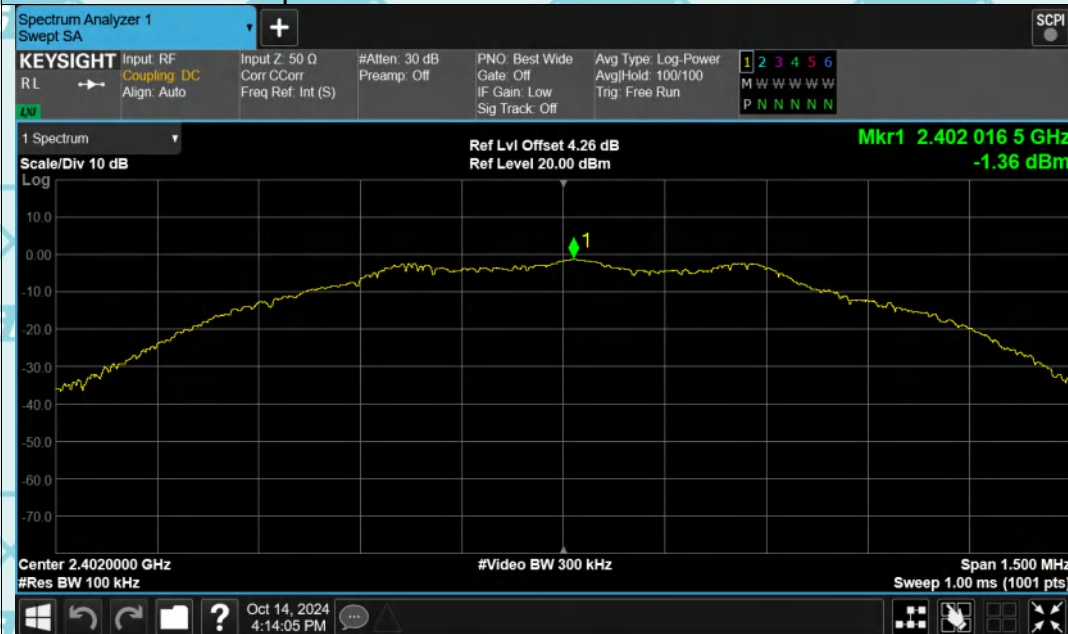 Spectrum Analyzer 1
Swept SA
+
SCPI
KEYSIGHT
RL
LXI
Input: RF
Coupling: DC
Align: Auto
Input Z: 50 Ω
Corr CCorr
Freq Ref: Int (S)
#Atten: 30 dB
Preamp: Off
PNO: Best Wide
Gate: Off
IF Gain: Low
Sig Track: Off
Avg Type: Log-Power
Avg|Hold: 100/100
Trig: Free Run
1 2 3 4 5 6
M W W W W W
P N N N N N
1 Spectrum
Scale/Div 10 dB
Log
Ref Lvl Offset 4.26 dB
Ref Level 20.00 dBm
Mkr1 2.402 016 5 GHz
-1.36 dBm
10.0
1
0.00
-10.0
-20.0
-30.0
-40.0
-50.0
-60.0
-70.0
Center 2.4020000 GHz
#Video BW 300 kHz
Span 1.500 MHz
#Res BW 100 kHz
Sweep 1.00 ms (1001 pts)
?
Oct 14, 2024
4:14:05 PM